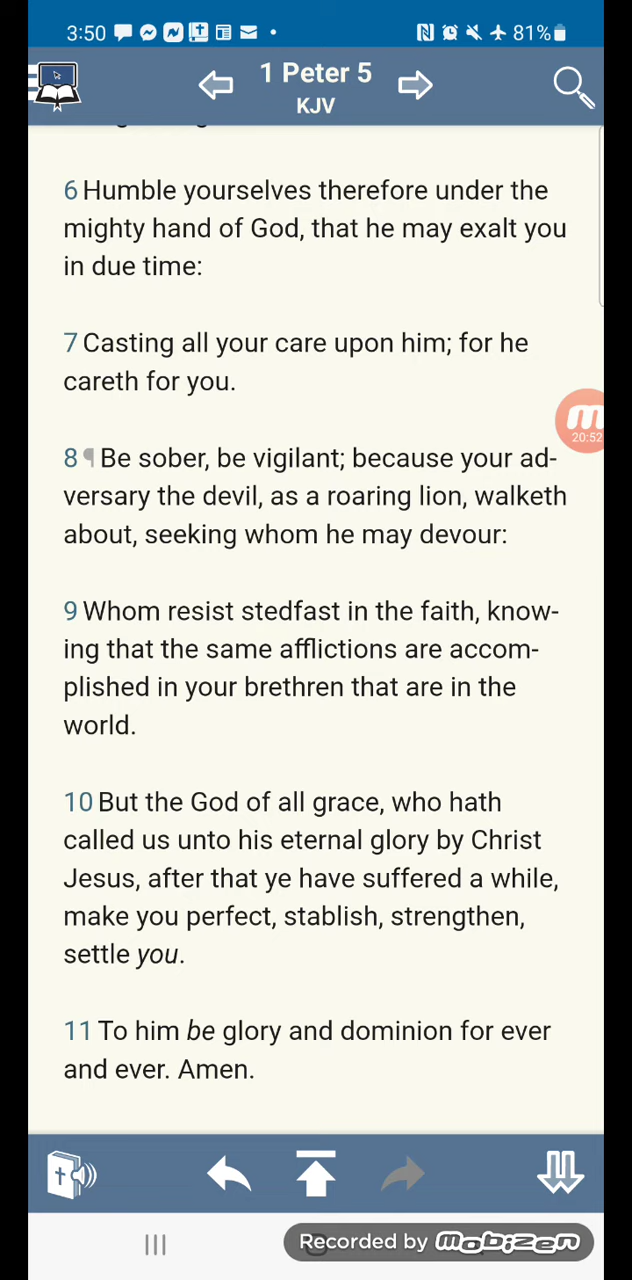 3:50
81%
1 Peter 5
KJV
6 Humble yourselves therefore under the
mighty hand of God, that he may exalt you
in due time:
7 Casting all your care upon him; for he
careth for you.
8 ¶ Be sober, be vigilant; because your ad-
versary the devil, as a roaring lion, walketh
about, seeking whom he may devour:
9 Whom resist stedfast in the faith, know-
ing that the same afflictions are accom-
plished in your brethren that are in the
world.
10 But the God of all grace, who hath
called us unto his eternal glory by Christ
Jesus, after that ye have suffered a while,
make you perfect, stablish, strengthen,
settle you.
11 To him be glory and dominion for ever
and ever. Amen.
m
20:52
Recorded by mobizen